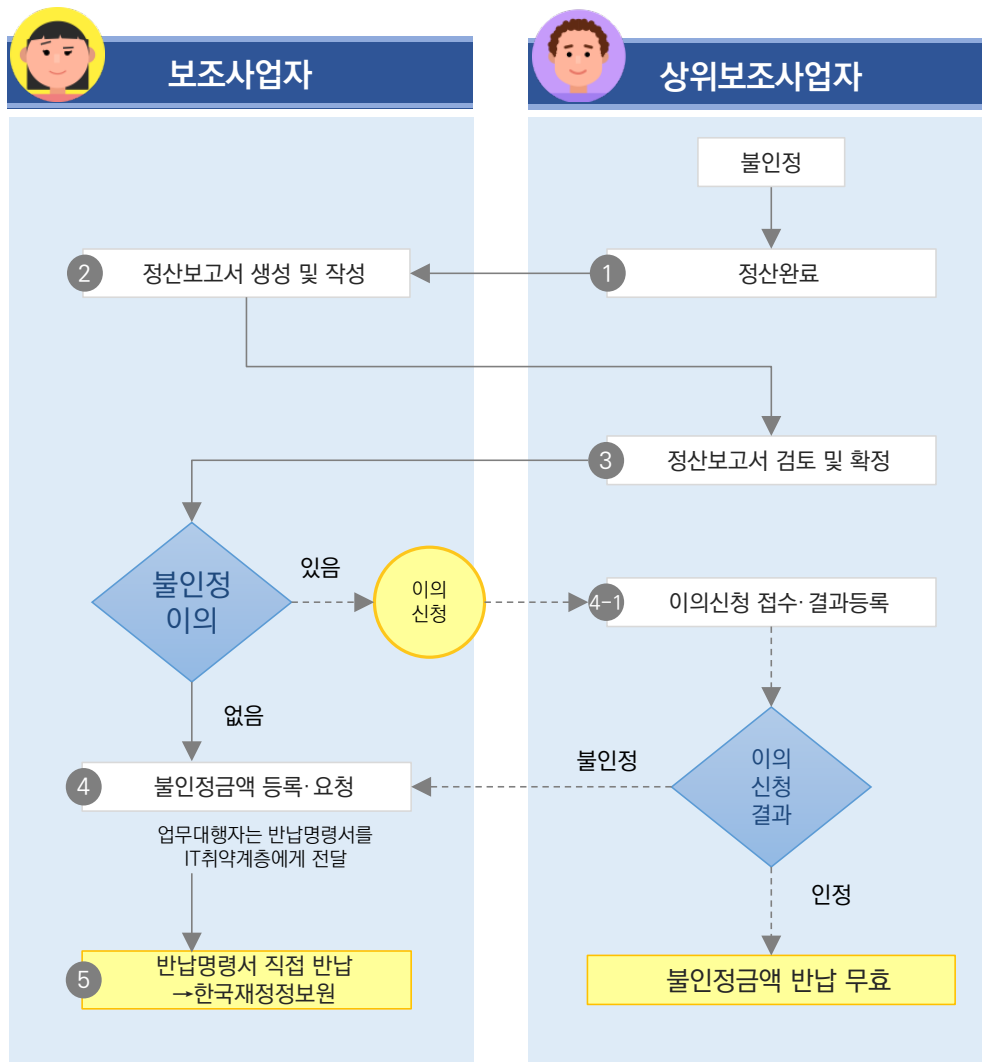 보조사업자
상위보조사업자
불인정
1
정산완료
2
정산보고서 생성 및 작성
3
정산보고서 검토 및 확정
불인정
이의
있음
이의
신청
4-1
이의신청 접수·결과등록
없음
이의
신청
결과
불인정
4
불인정금액 등록·요청
업무대행자는 반납명령서를
IT취약계층에게 전달
인정
5
반납명령서 직접 반납
→한국재정정보원
불인정금액 반납 무효